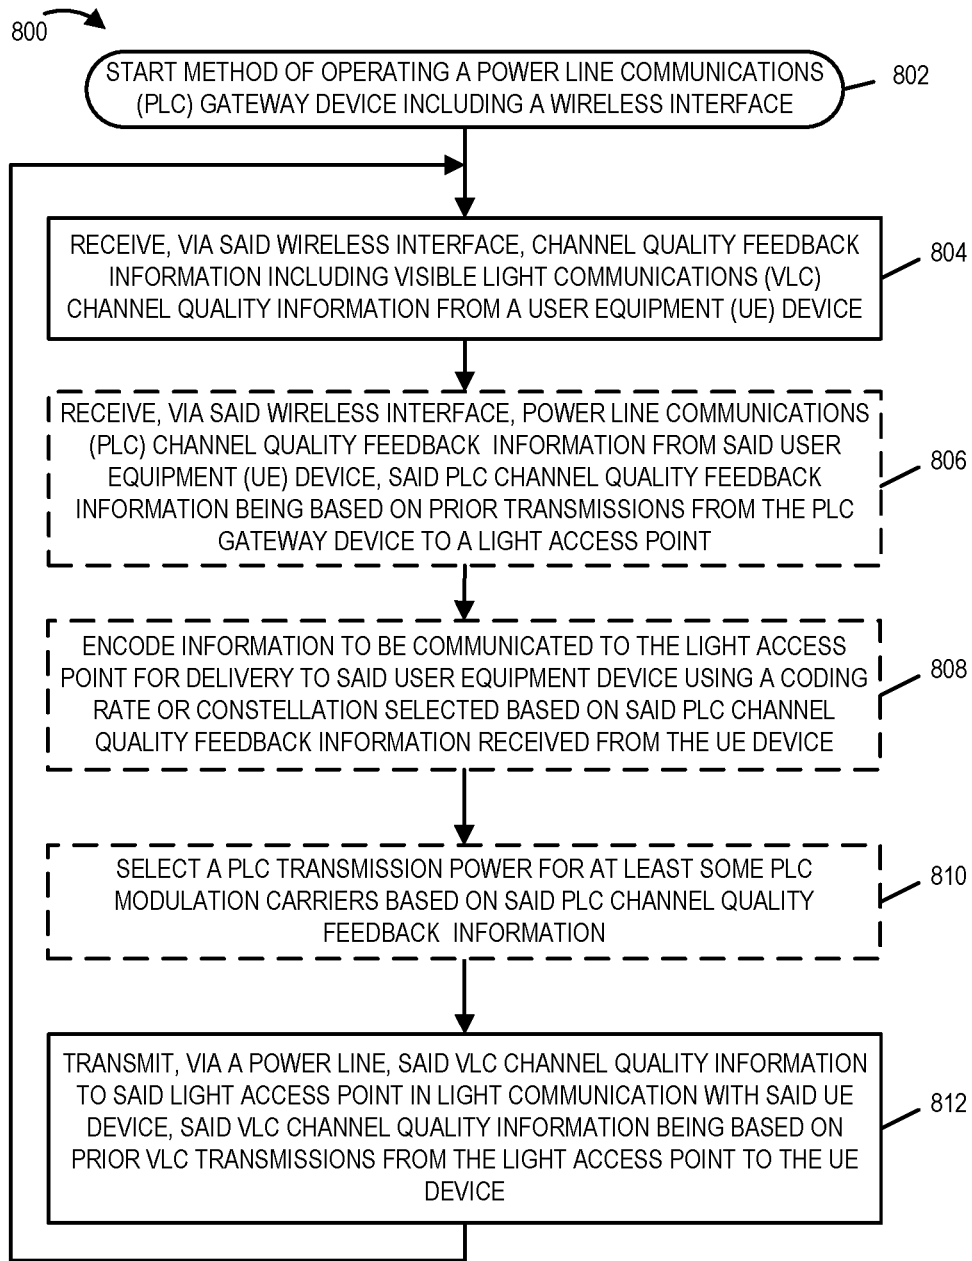 800
START METHOD OF OPERATING A POWER LINE COMMUNICATIONS
(PLC) GATEWAY DEVICE INCLUDING A WIRELESS INTERFACE
802
RECEIVE, VIA SAID WIRELESS INTERFACE, CHANNEL QUALITY FEEDBACK
INFORMATION INCLUDING VISIBLE LIGHT COMMUNICATIONS (VLC)
CHANNEL QUALITY INFORMATION FROM A USER EQUIPMENT (UE) DEVICE
804
RECEIVE, VIA SAID WIRELESS INTERFACE, POWER LINE COMMUNICATIONS
(PLC) CHANNEL QUALITY FEEDBACK INFORMATION FROM SAID USER
EQUIPMENT (UE) DEVICE, SAID PLC CHANNEL QUALITY FEEDBACK
INFORMATION BEING BASED ON PRIOR TRANSMISSIONS FROM THE PLC
GATEWAY DEVICE TO A LIGHT ACCESS POINT
806
ENCODE INFORMATION TO BE COMMUNICATED TO THE LIGHT ACCESS
POINT FOR DELIVERY TO SAID USER EQUIPMENT DEVICE USING A CODING
RATE OR CONSTELLATION SELECTED BASED ON SAID PLC CHANNEL
QUALITY FEEDBACK INFORMATION RECEIVED FROM THE UE DEVICE
808
SELECT A PLC TRANSMISSION POWER FOR AT LEAST SOME PLC
MODULATION CARRIERS BASED ON SAID PLC CHANNEL QUALITY
FEEDBACK INFORMATION
810
TRANSMIT, VIA A POWER LINE, SAID VLC CHANNEL QUALITY INFORMATION
TO SAID LIGHT ACCESS POINT IN LIGHT COMMUNICATION WITH SAID UE
DEVICE, SAID VLC CHANNEL QUALITY INFORMATION BEING BASED ON
PRIOR VLC TRANSMISSIONS FROM THE LIGHT ACCESS POINT TO THE UE
DEVICE
812